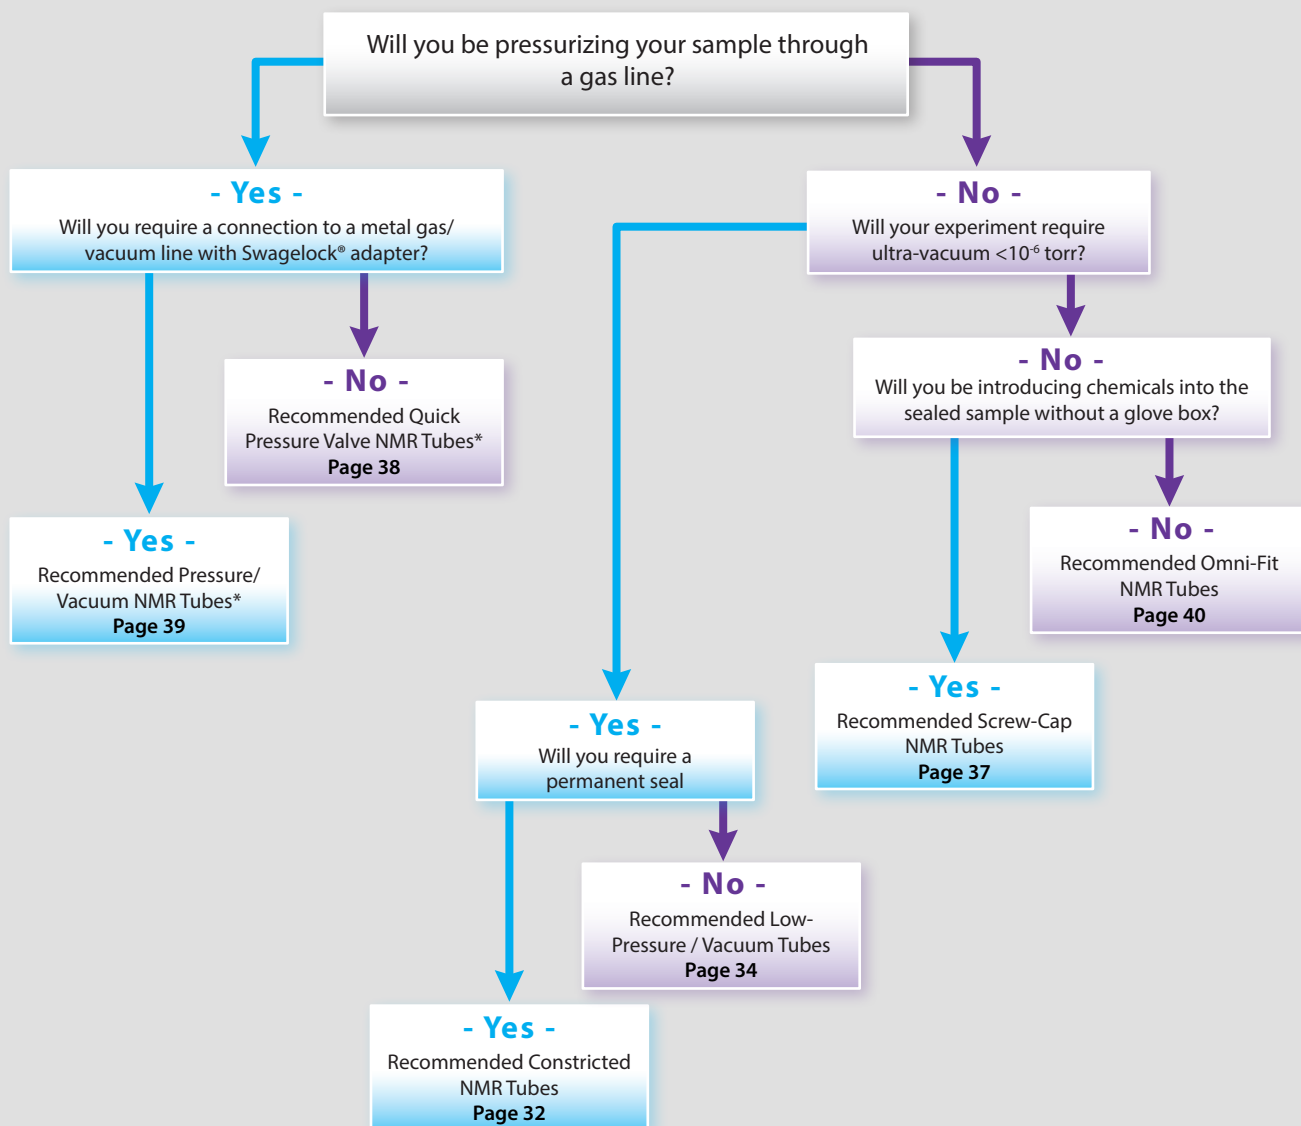 Will you be pressurizing your sample through
a gas line?
- Yes -
Will you require a connection to a metal gas/
vacuum line with Swagelock® adapter?
- No -
Will your experiment require
ultra-vacuum <10⁻⁶ torr?
- No -
Recommended Quick
Pressure Valve NMR Tubes*
Page 38
- No -
Will you be introducing chemicals into the
sealed sample without a glove box?
- Yes -
Recommended Pressure/
Vacuum NMR Tubes*
Page 39
- No -
Recommended Omni-Fit
NMR Tubes
Page 40
- Yes -
Recommended Screw-Cap
NMR Tubes
Page 37
- Yes -
Will you require a
permanent seal
- No -
Recommended Low-
Pressure / Vacuum Tubes
Page 34
- Yes -
Recommended Constricted
NMR Tubes
Page 32